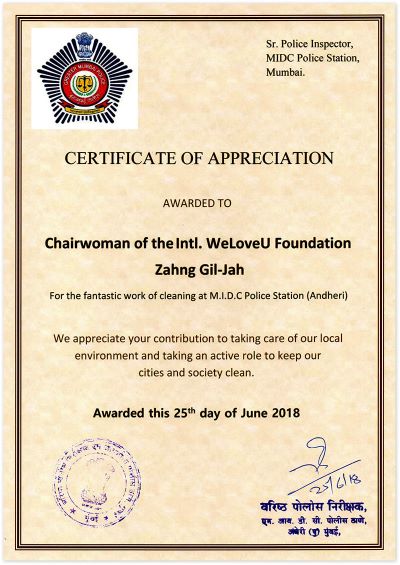 Sr. Police Inspector,
MIDC Police Station,
Mumbai.
CERTIFICATE OF APPRECIATION
AWARDED TO
Chairwoman of the Intl. WeLoveU Foundation
Zahng Gil-Jah
For the fantastic work of cleaning at M.I.D.C Police Station (Andheri)
We appreciate your contribution to taking care of our local
environment and taking an active role to keep our
cities and society clean.
Awarded this 25th day of June 2018
25/6/18
वरिष्ठ पोलीस निरीक्षक,
एम. आय. डी. सी. पोलीस ठाणे,
अंधेरी (पु) मुंबई,
मुंबई